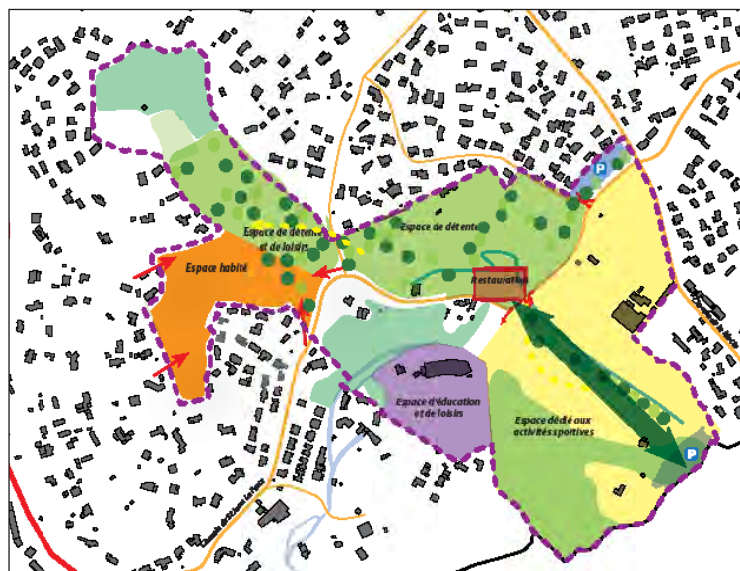 P
Espace de détente
et de loisirs
Espace de détente
Espace habité
Restauration
Espace d'éducation
et de loisirs
Espace dédié aux
activités sportives
P